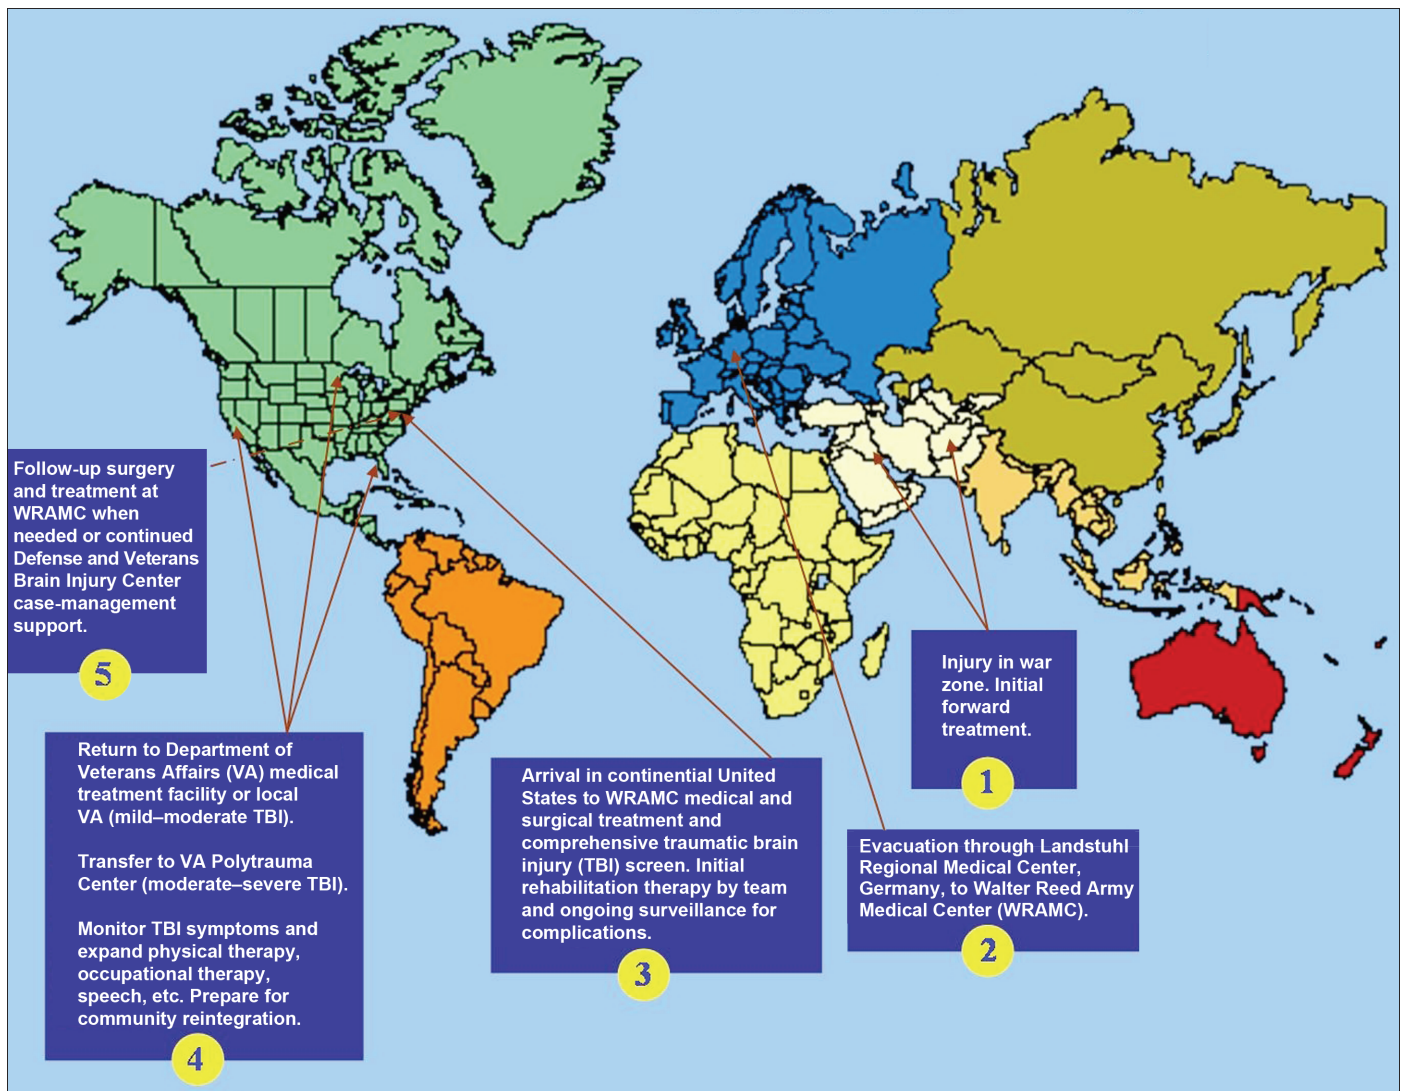 Follow-up surgery
and treatment at
WRAMC when
needed or continued
Defense and Veterans
Brain Injury Center
case-management
support.
5
Return to Department of
Veterans Affairs (VA) medical
treatment facility or local
VA (mild–moderate TBI).
Transfer to VA Polytrauma
Center (moderate–severe TBI).
Monitor TBI symptoms and
expand physical therapy,
occupational therapy,
speech, etc. Prepare for
community reintegration.
4
Arrival in continential United
States to WRAMC medical and
surgical treatment and
comprehensive traumatic brain
injury (TBI) screen. Initial
rehabilitation therapy by team
and ongoing surveillance for
complications.
3
Injury in war
zone. Initial
forward
treatment.
1
Evacuation through Landstuhl
Regional Medical Center,
Germany, to Walter Reed Army
Medical Center (WRAMC).
2